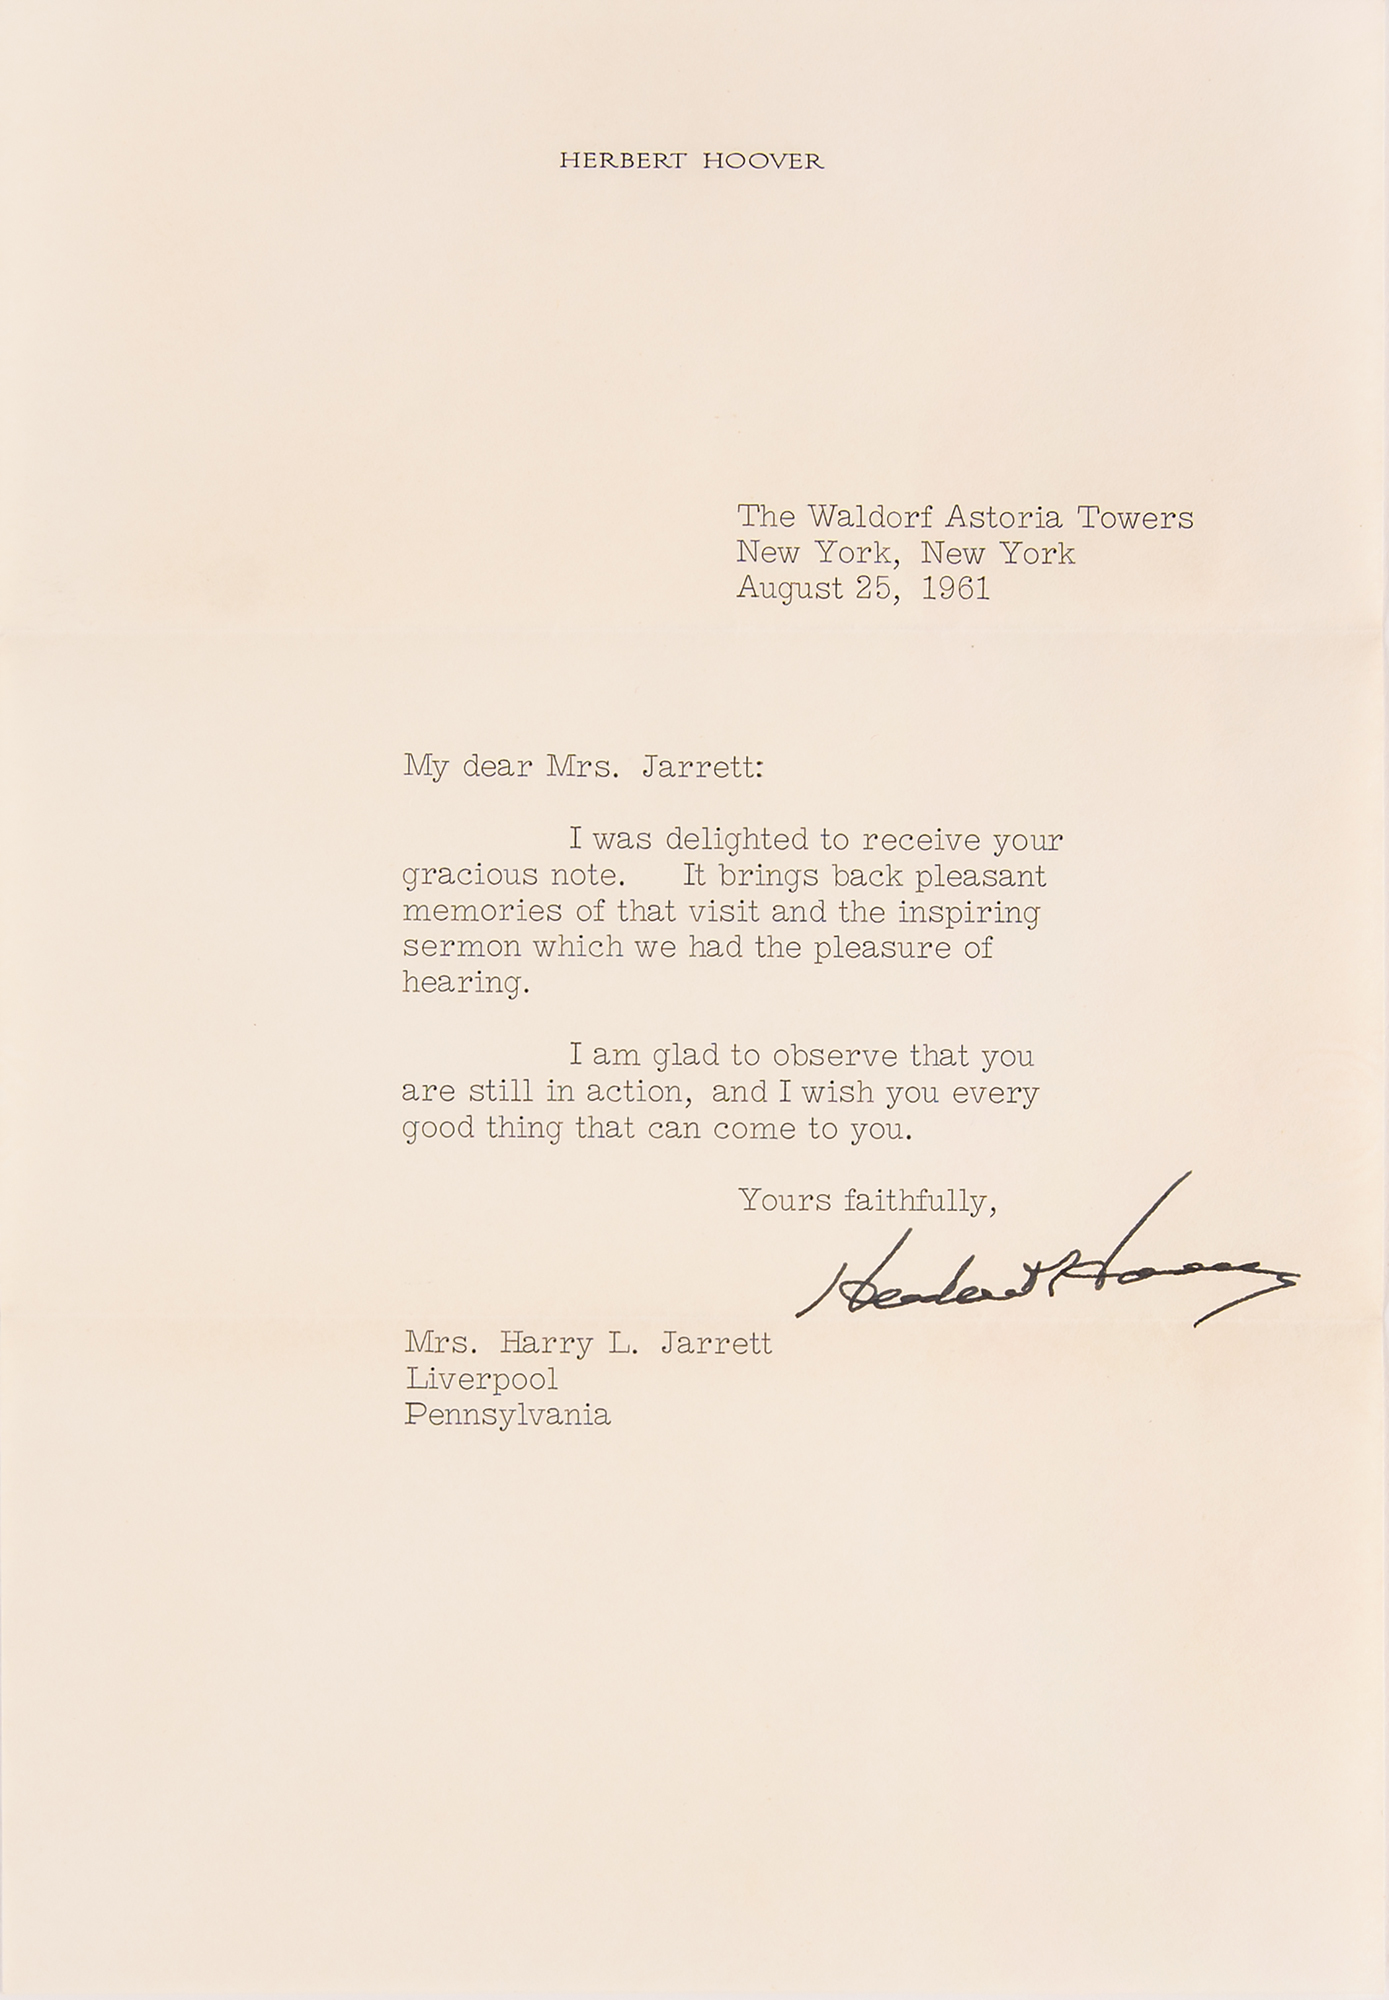 HERBERT HOOVER
The Waldorf Astoria Towers
New York, New York
August 25, 1961
My dear Mrs. Jarrett:
I was delighted to receive your
gracious note. It brings back pleasant
memories of that visit and the inspiring
sermon which we had the pleasure of
hearing.
I am glad to observe that you
are still in action, and I wish you every
good thing that can come to you.
Yours faithfully,
Herbert Hoover
Mrs. Harry L. Jarrett
Liverpool
Pennsylvania